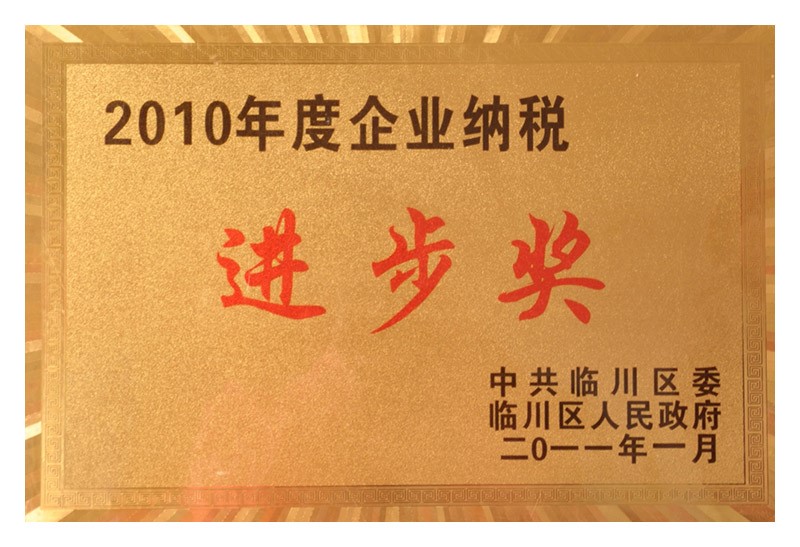 2010年度企业纳税
进步奖
中共临川区委
临川区人民政府
二0一一年一月